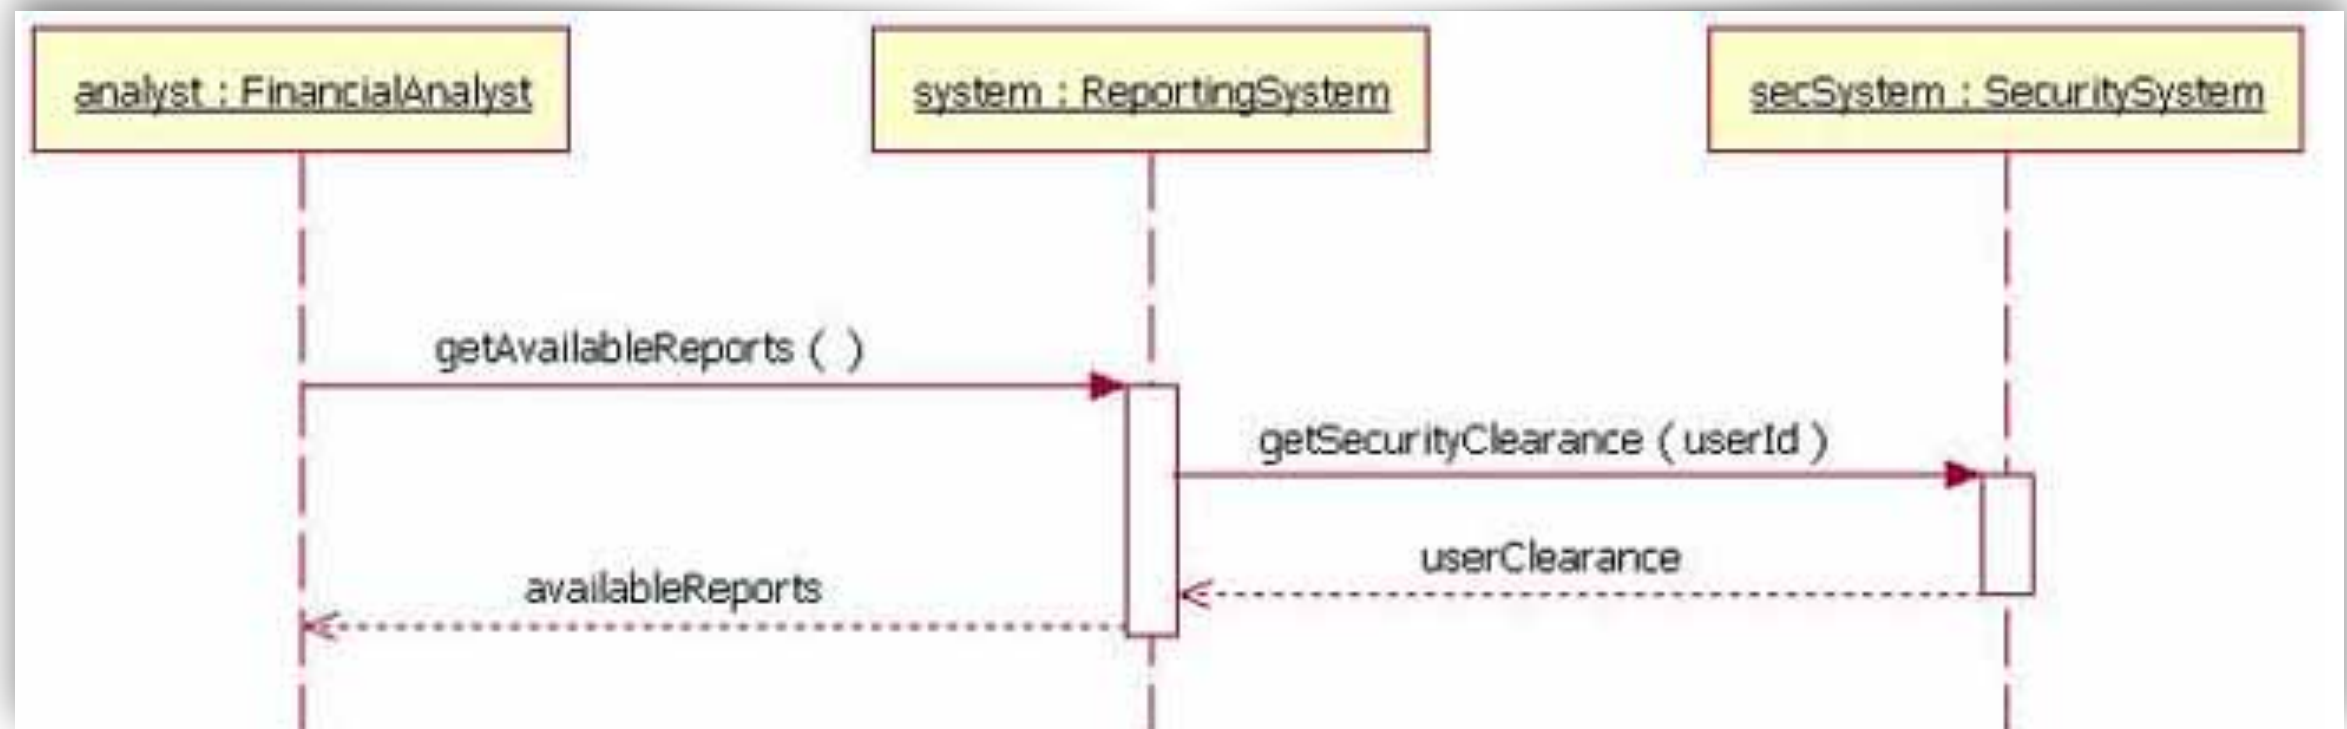 analyst : FinancialAnalyst
system : ReportingSystem
secSystem : SecuritySystem
getAvailableReports ( )
getSecurityClearance ( userId )
userClearance
availableReports